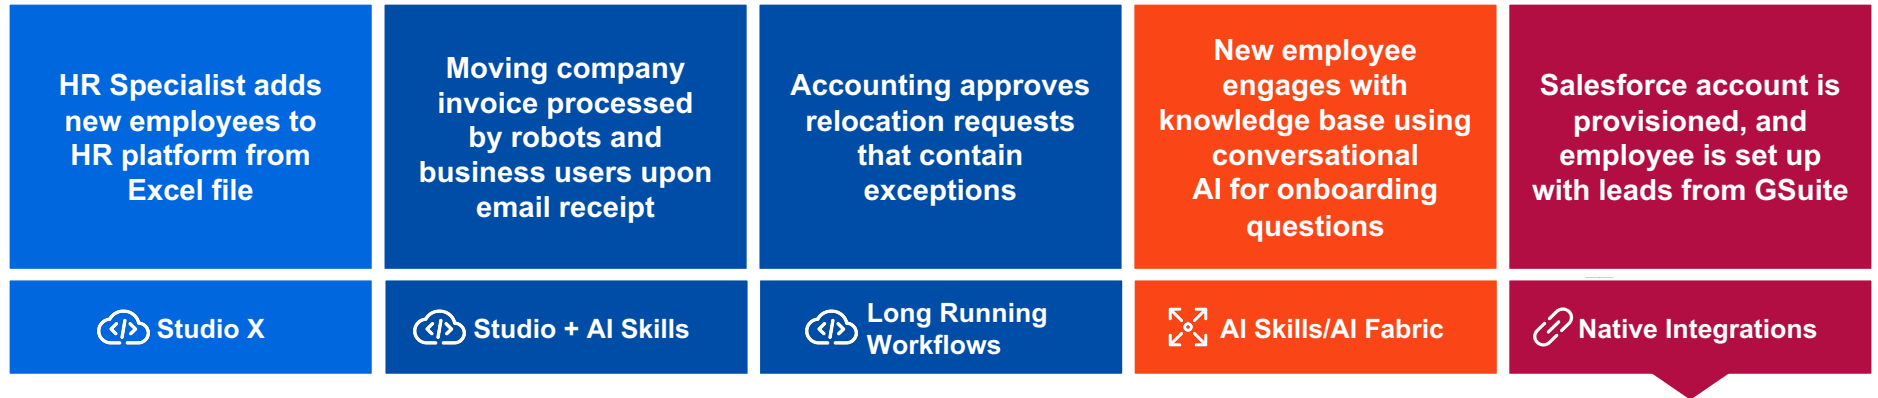 HR Specialist adds
new employees to
HR platform from
Excel file
Moving company
invoice processed
by robots and
business users upon
email receipt
Accounting approves
relocation requests
that contain
exceptions
New employee
engages with
knowledge base using
conversational
AI for onboarding
questions
Salesforce account is
provisioned, and
employee is set up
with leads from GSuite
Studio X
Studio + AI Skills
Long Running
Workflows
AI Skills/AI Fabric
Native Integrations